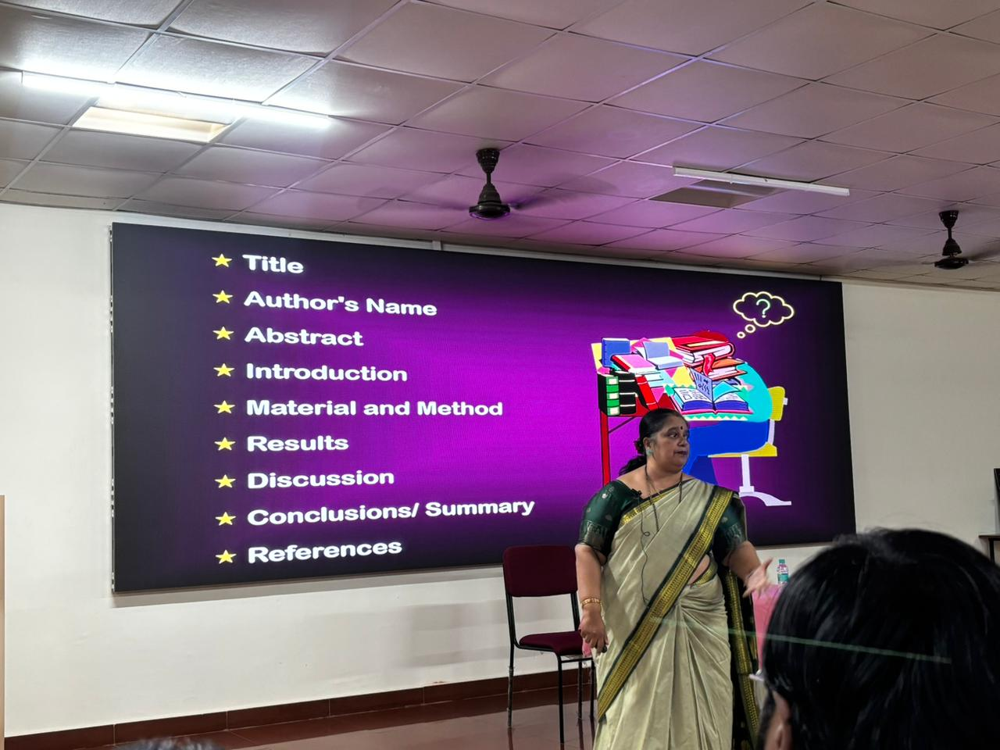 Title
Author's Name
Abstract
Introduction
Material and Method
Results
Discussion
Conclusions/ Summary
References
?